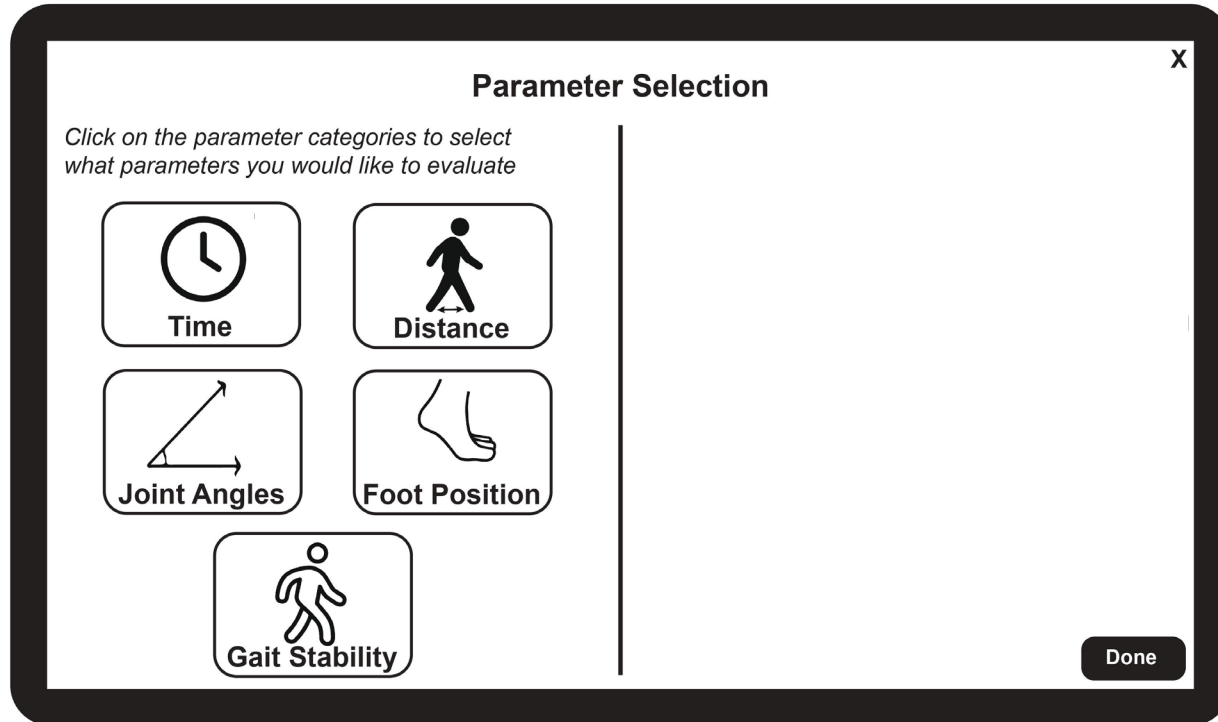 X
Parameter Selection
Click on the parameter categories to select
what parameters you would like to evaluate
Time
Distance
Joint Angles
Foot Position
Gait Stability
Done